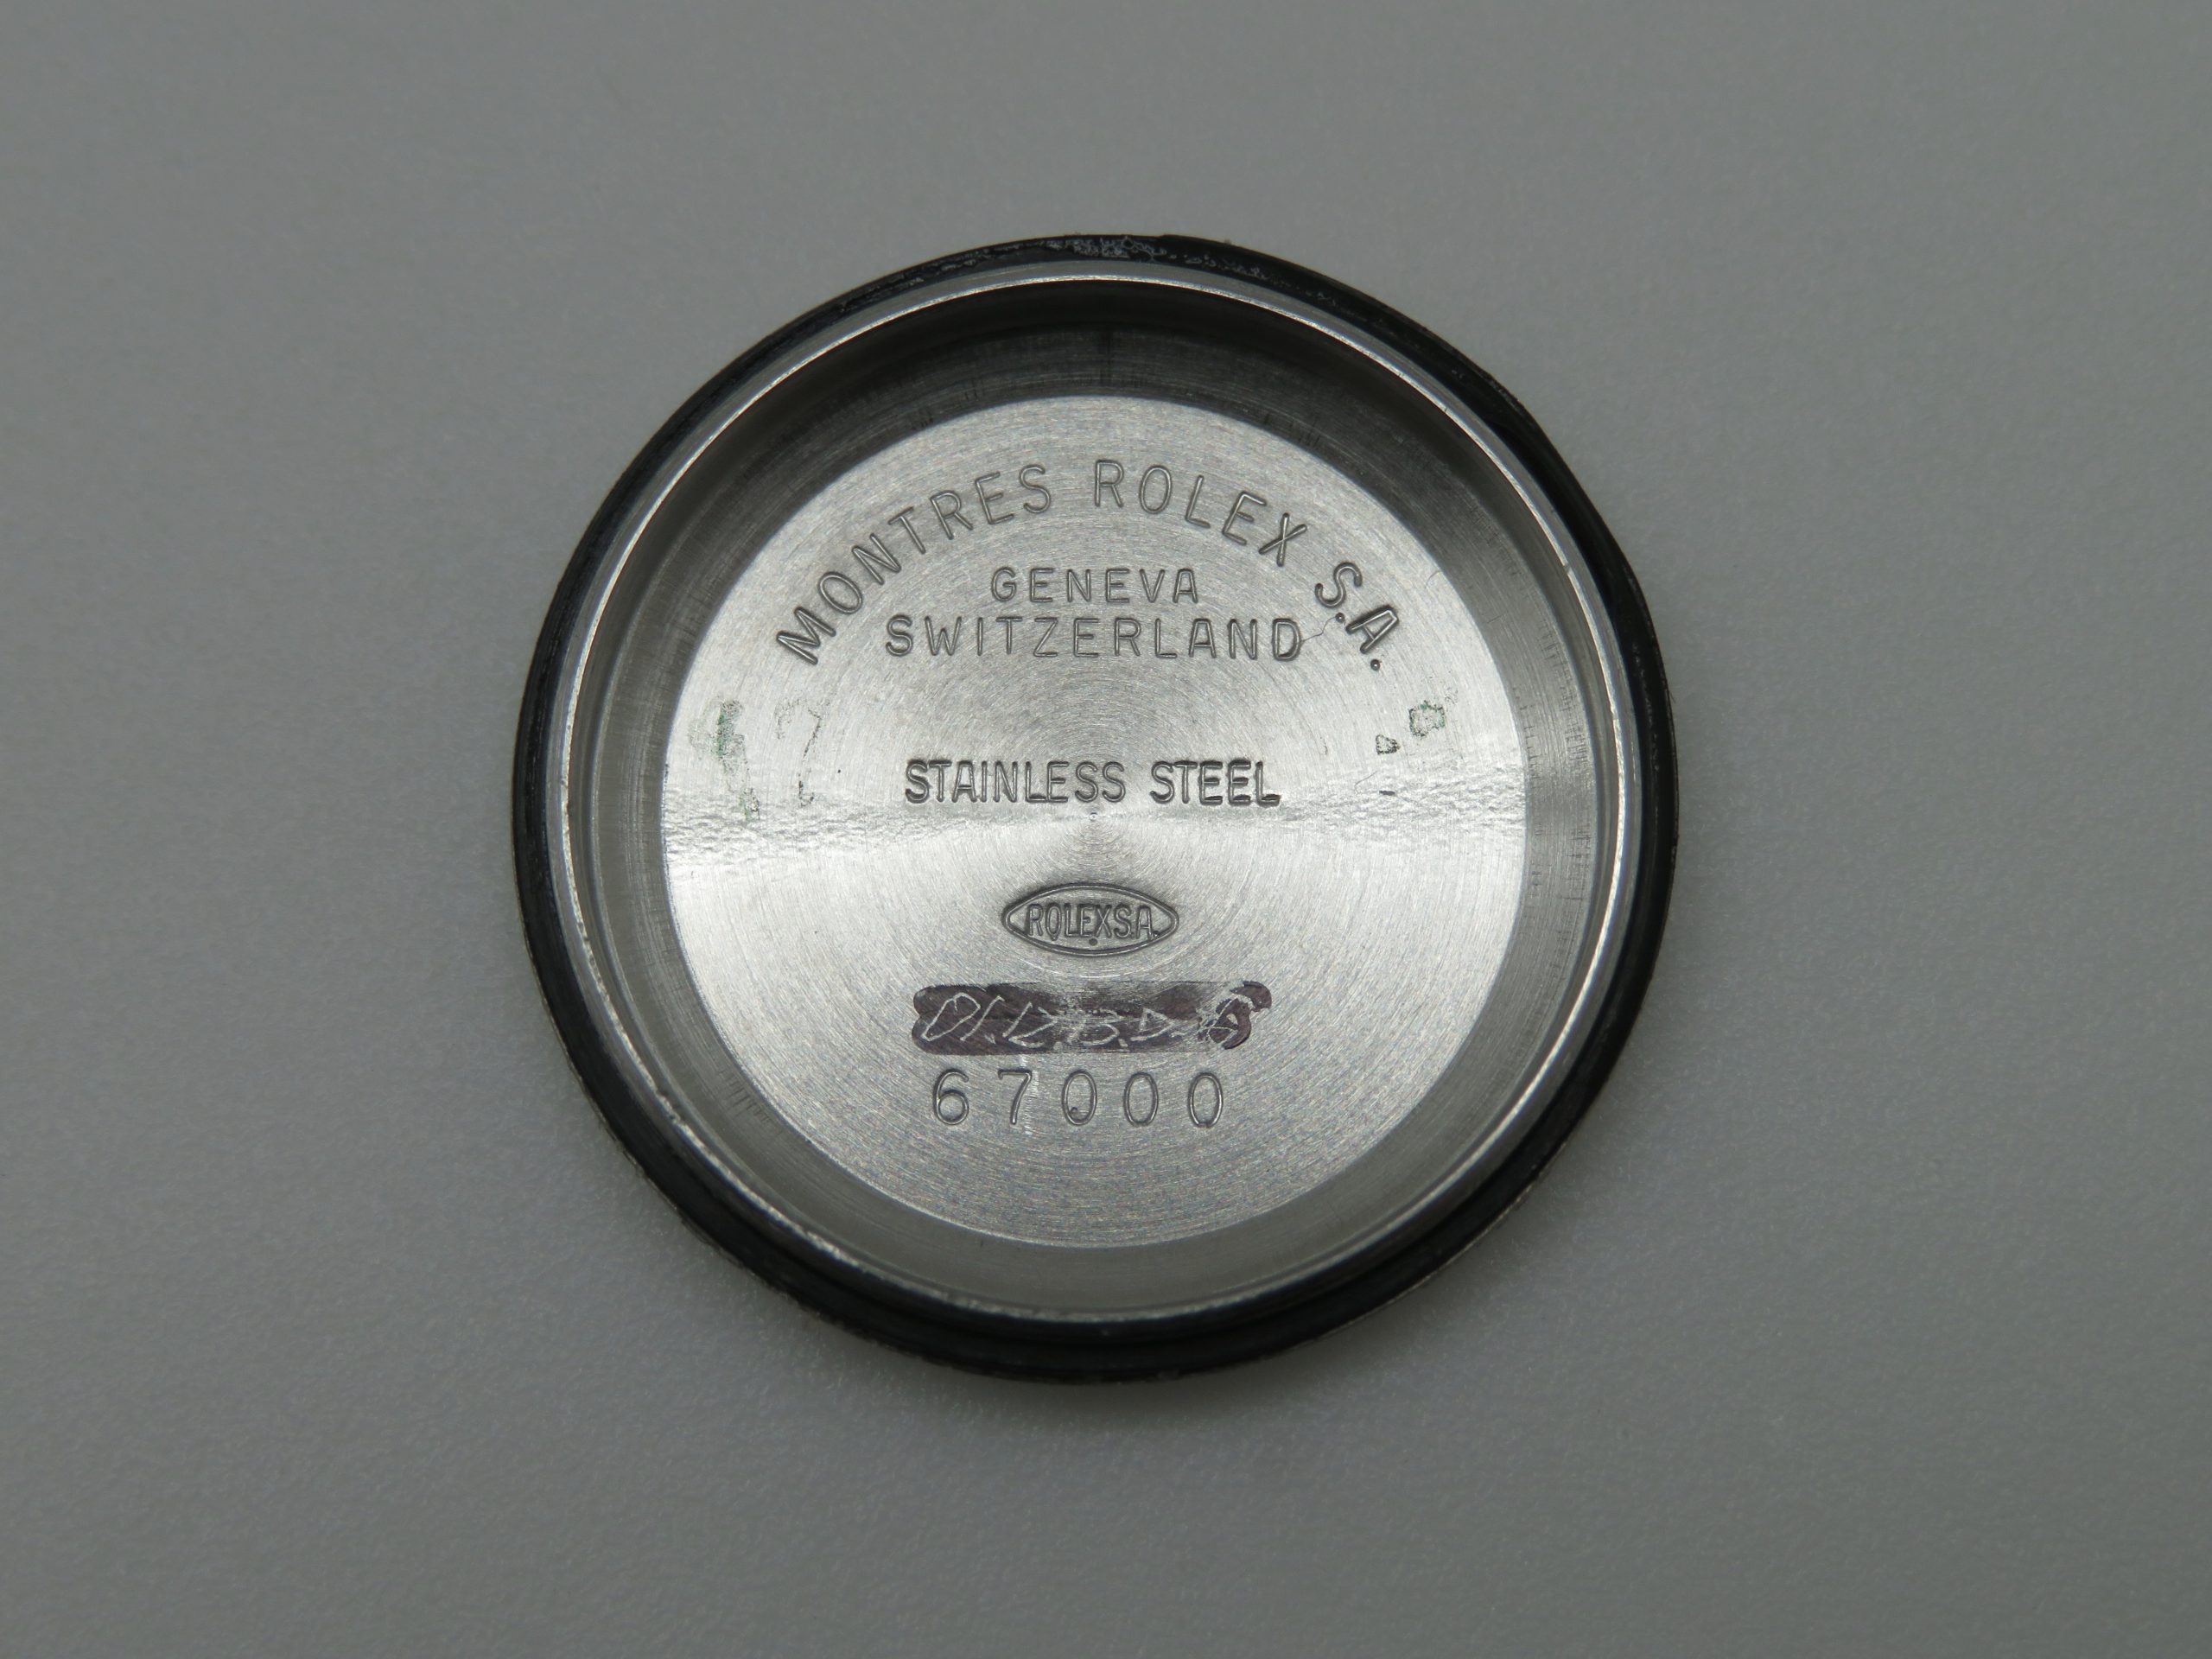 MONTRES ROLEX S.A.
GENEVA
SWITZERLAND
STAINLESS STEEL
ROLEX S.A.
67000